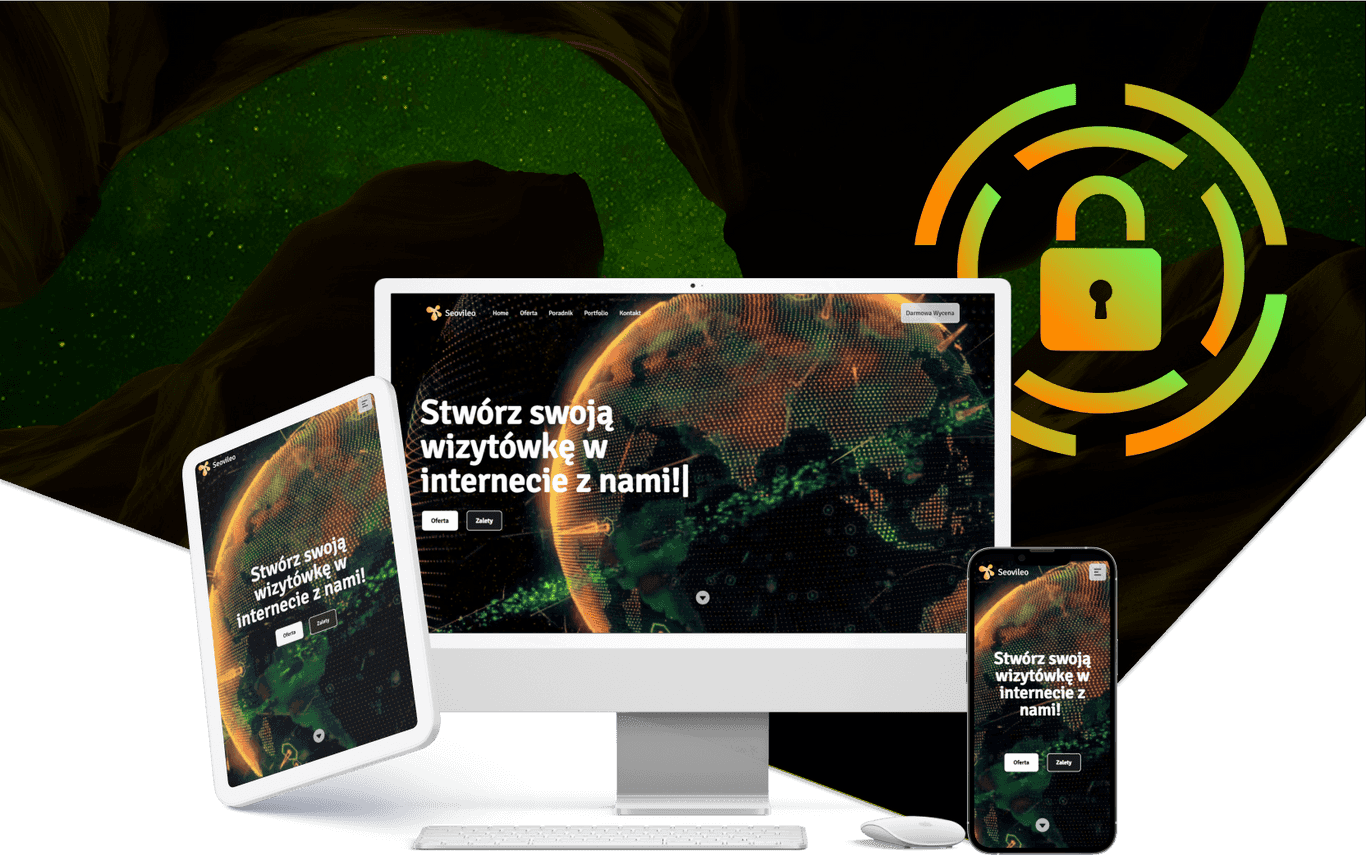 Seovileo
Home Oferta Poradnik Portfolio Kontakt
Darmowa Wycena
Stwórz swoją
wizytówkę w
internecie z nami!|
Oferta Zalety
Seovileo
Stwórz swoją
wizytówkę w
internecie z nami!
Oferta Zalety
Seovileo
Stwórz swoją
wizytówkę w
internecie z
nami!
Oferta Zalety